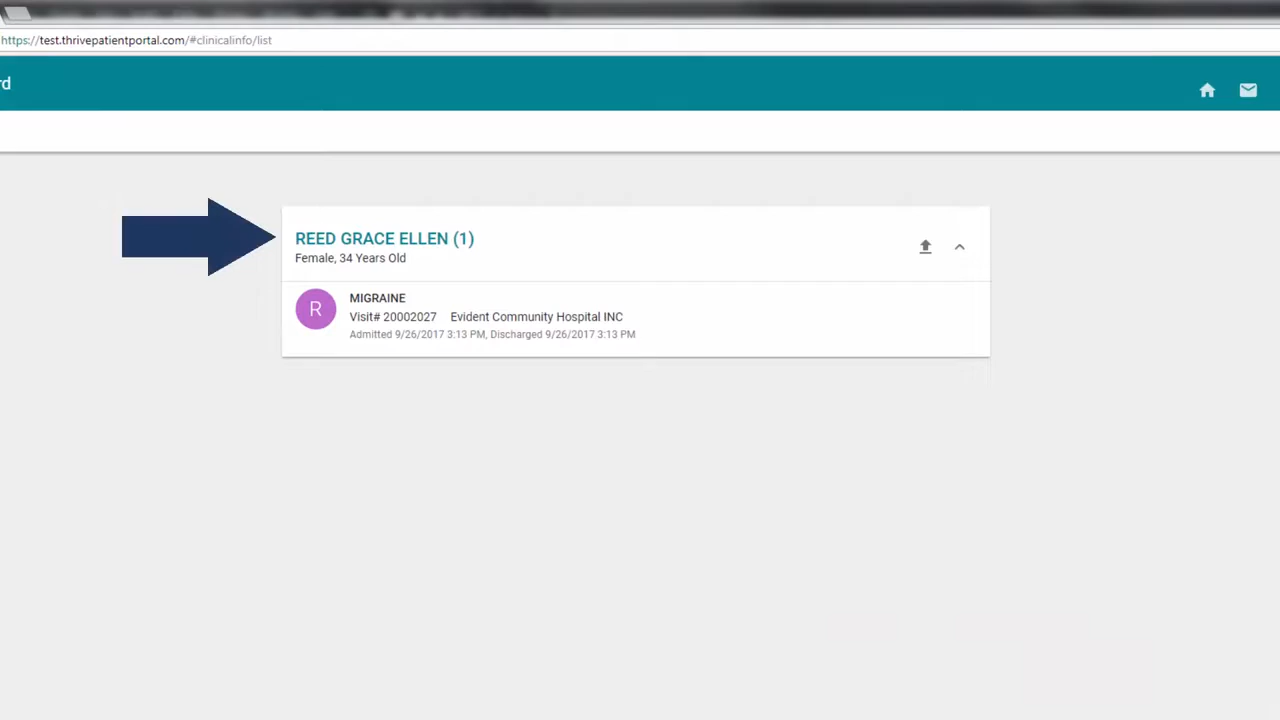 https://test.thrivepatientportal.com/#clinicalinfo/list
rd
REED GRACE ELLEN (1)
Female, 34 Years Old
R
MIGRAINE
Visit# 20002027 Evident Community Hospital INC
Admitted 9/26/2017 3:13 PM, Discharged 9/26/2017 3:13 PM